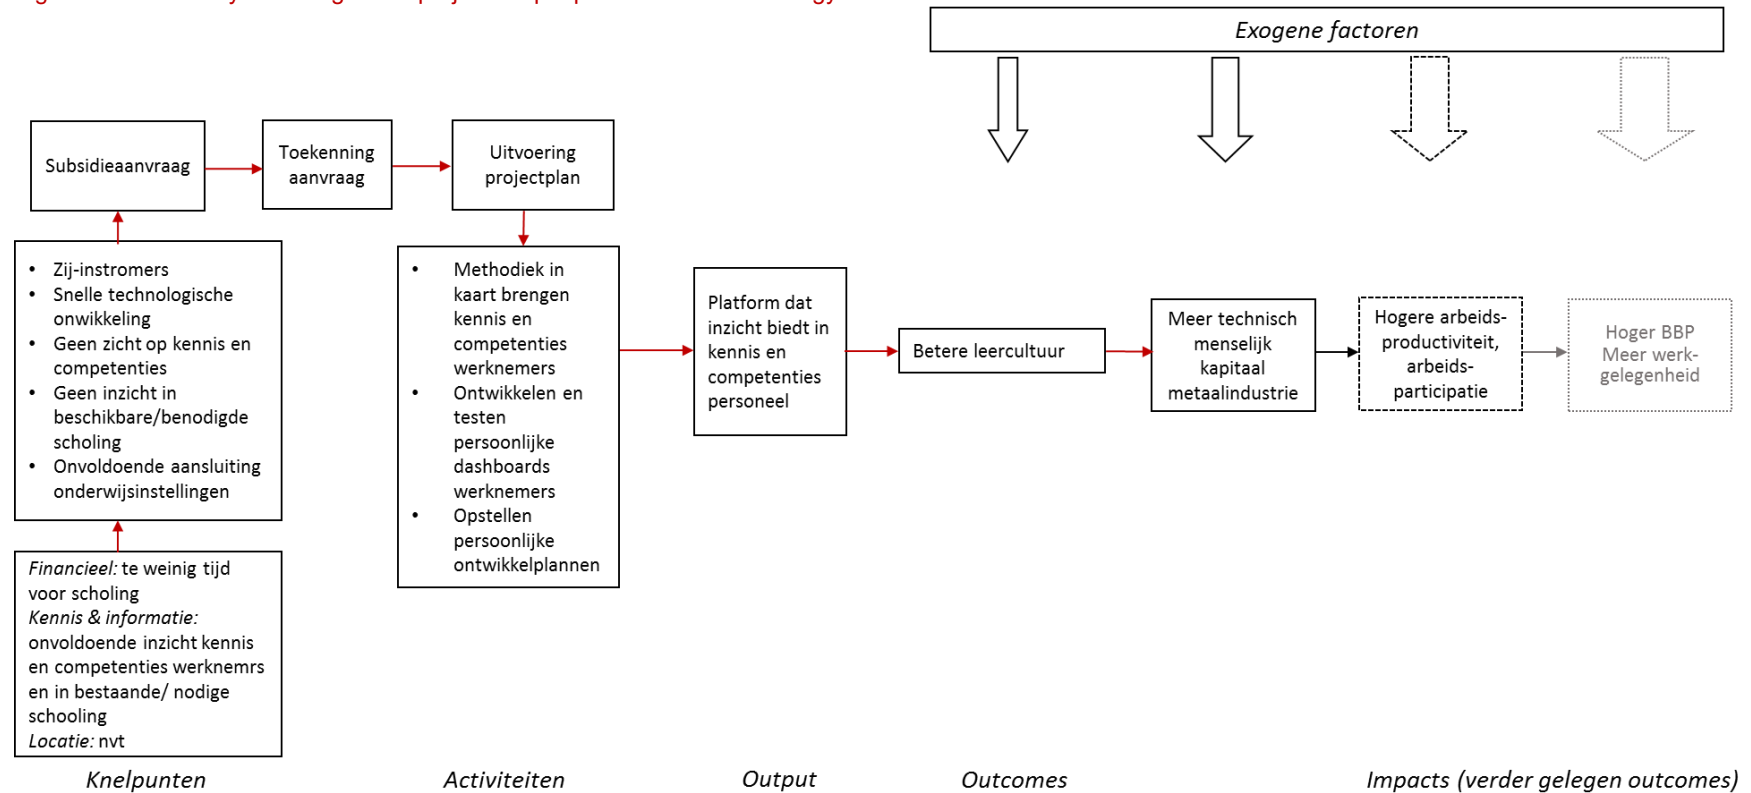 Exogene factoren
Subsidieaanvraag
Toekenning
aanvraag
Uitvoering
projectplan
• Zij-instromers
• Snelle technologische
onwikkeling
• Geen zicht op kennis en
competenties
• Geen inzicht in
beschikbare/benodigde
scholing
• Onvoldoende aansluiting
onderwijsinstellingen
Financieel: te weinig tijd
voor scholing
Kennis & informatie:
onvoldoende inzicht kennis
en competenties werknemrs
en in bestaande/ nodige
schooling
Locatie: nvt
• Methodiek in
kaart brengen
kennis en
competenties
werknemers
• Ontwikkelen en
testen
persoonlijke
dashboards
werknemers
• Opstellen
persoonlijke
ontwikkelplannen
Platform dat
inzicht biedt in
kennis en
competenties
personeel
Betere leercultuur
Meer technisch
menselijk
kapitaal
metaalindustrie
Hogere arbeids-
productiviteit,
arbeids-
participatie
Hoger BBP
Meer werk-
gelegenheid
Knelpunten
Activiteiten
Output
Outcomes
Impacts (verder gelegen outcomes)